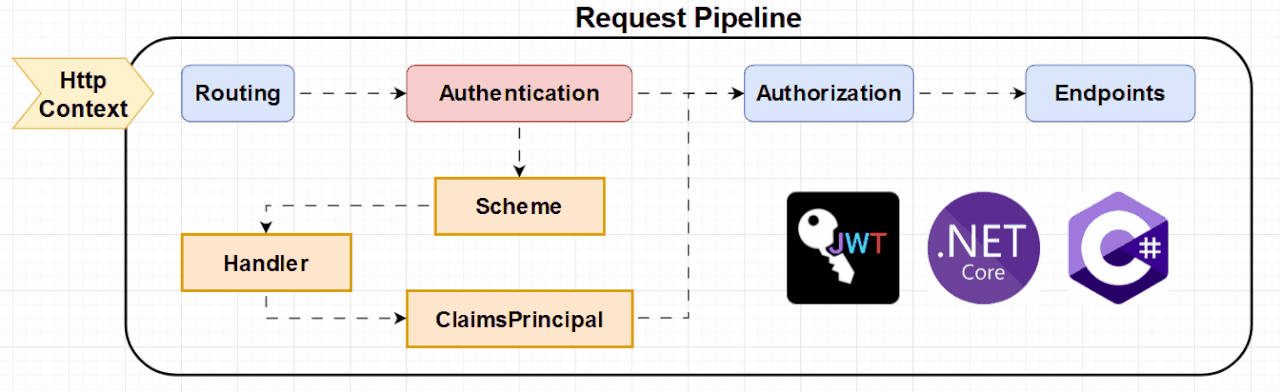 Request Pipeline
Http
Context
Routing
Authentication
Authorization
Endpoints
Scheme
Handler
ClaimsPrincipal
JWT
.NET
Core
C#